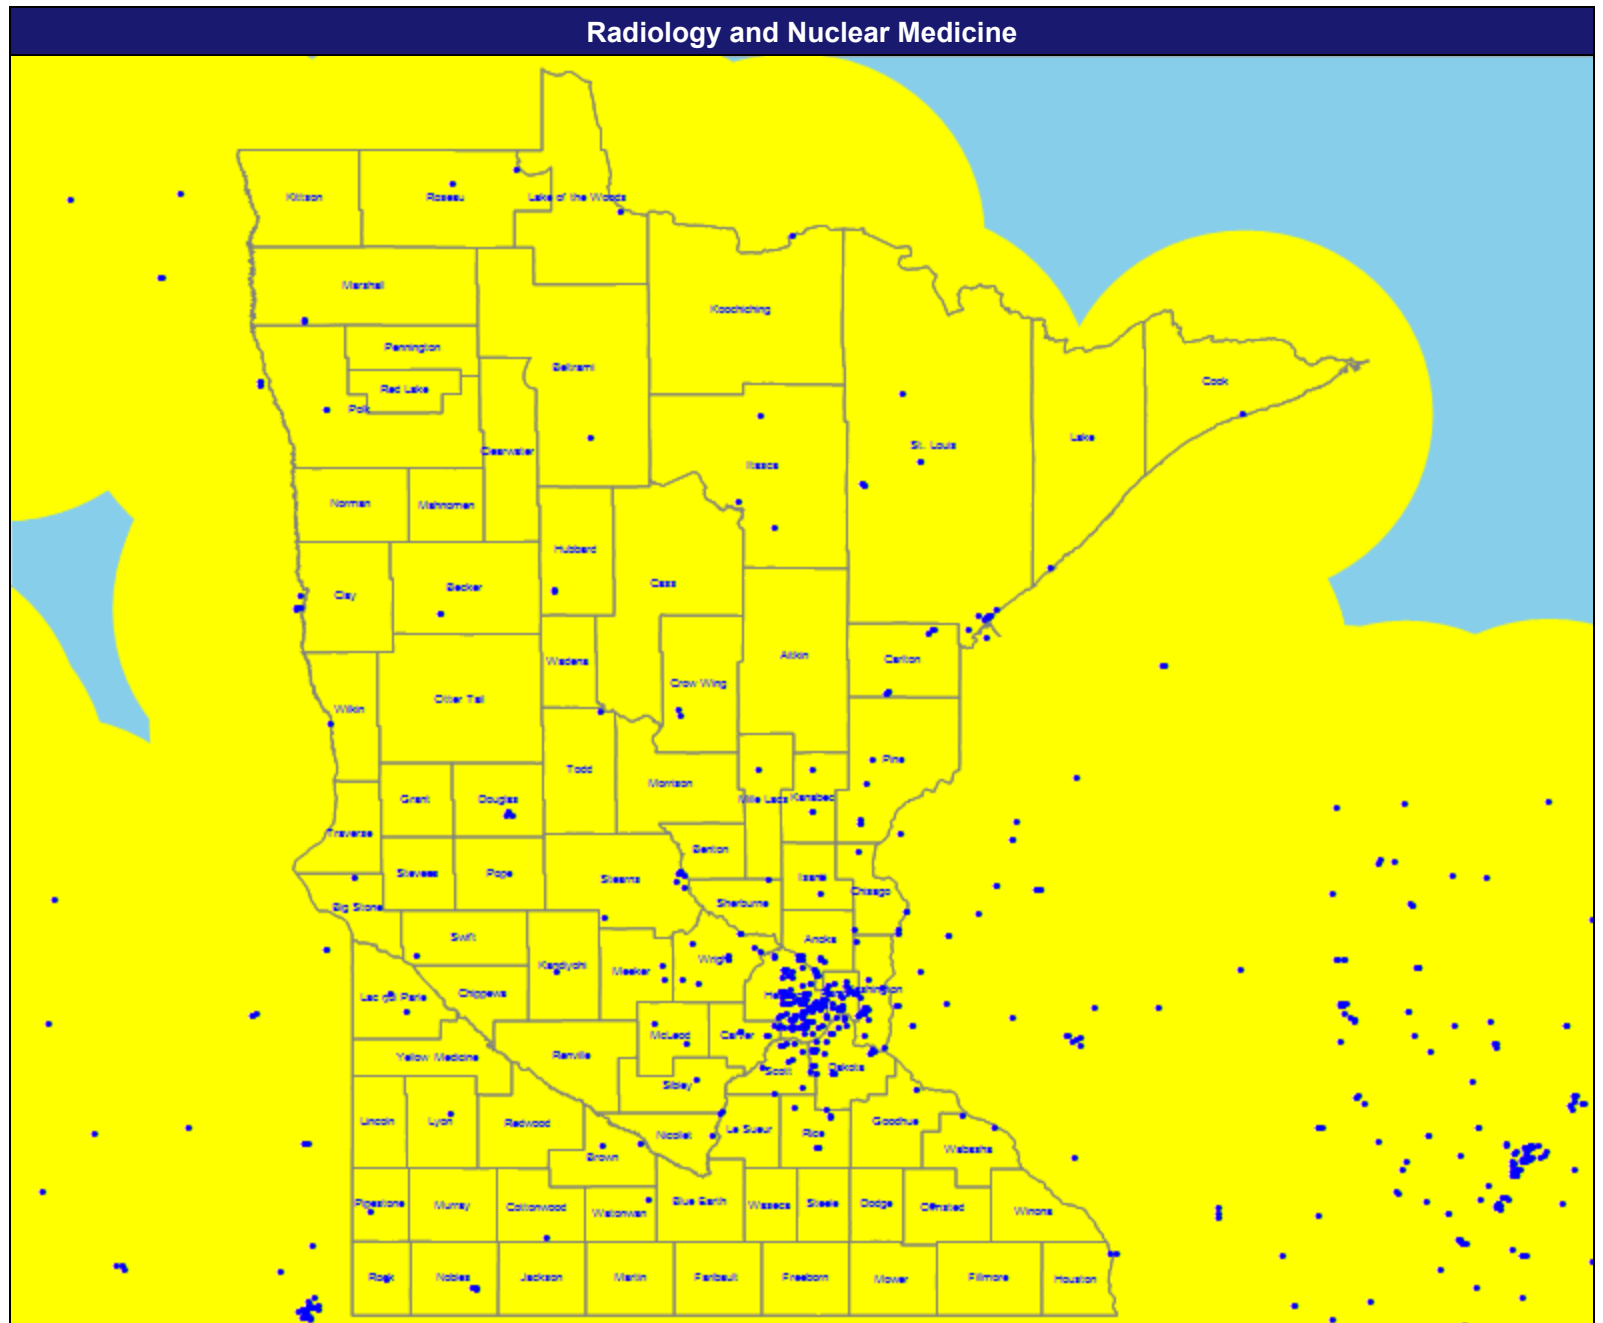 Radiology and Nuclear Medicine
Kittson
Roseau
Lake of the Woods
Marshall
Koochiching
Pennington
Beltrami
Red Lake
Cook
Polk
Lake
St. Louis
Clearwater
Itasca
Norman
Mahnomen
Hubbard
Cass
Becker
Clay
Aitkin
Carlton
Wadena
Crow Wing
Otter Tail
Wilkin
Pine
Todd
Morrison
Grant
Douglas
Mille Lacs
Kanabec
Traverse
Benton
Stevens
Pope
Stearns
Isanti
Chisago
Big Stone
Sherburne
Swift
Anoka
Kandiyohi
Meeker
Wright
Chippewa
Lac qui Parle
McLeod
Carver
Yellow Medicine
Renville
Scott
Dakota
Sibley
Lincoln
Lyon
Redwood
Goodhue
Le Sueur
Rice
Nicollet
Brown
Wabasha
Pipestone
Murray
Cottonwood
Watonwan
Blue Earth
Waseca
Steele
Dodge
Olmsted
Winona
Rock
Nobles
Jackson
Martin
Faribault
Freeborn
Mower
Fillmore
Houston